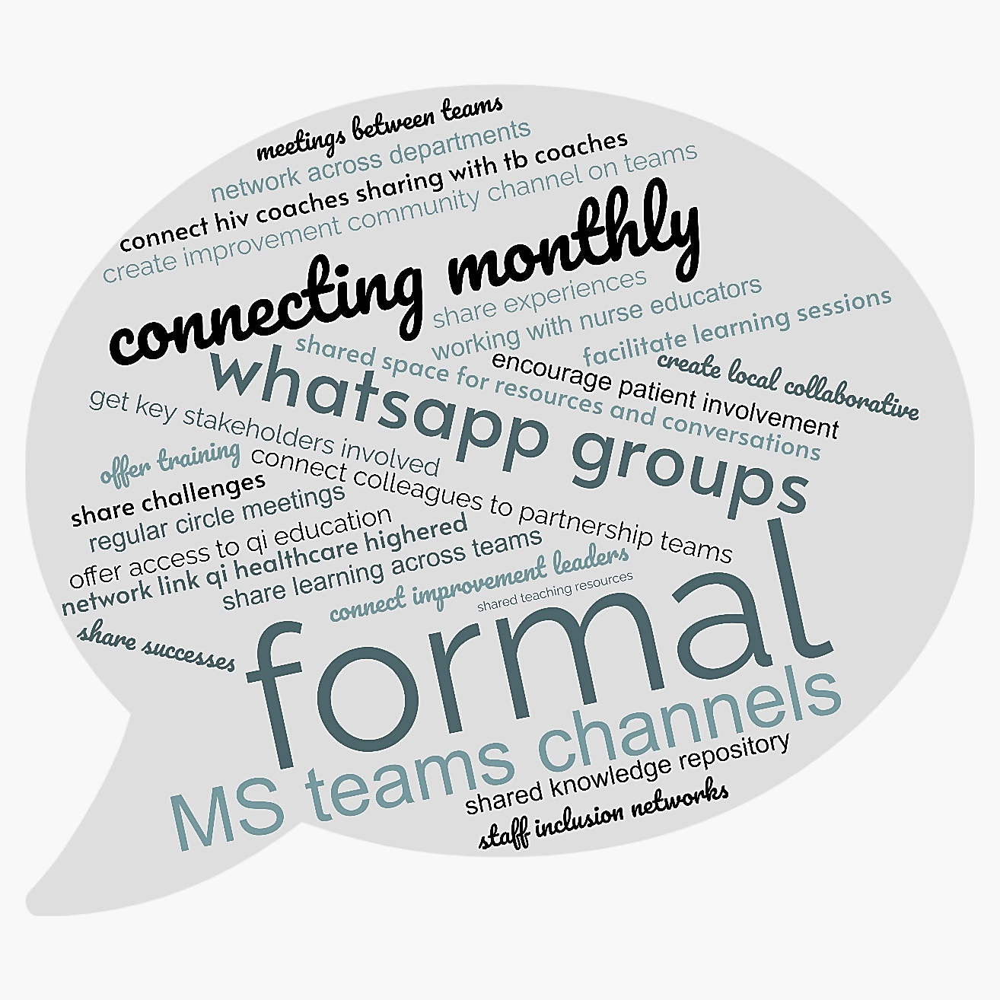 meetings between teams
network across departments
connect hiv coaches sharing with tb coaches
create improvement community channel on teams
connecting monthly
share experiences
working with nurse educators
facilitate learning sessions
create local collaborative
encourage patient involvement
shared space for resources and conversations
whatsapp groups
get key stakeholders involved
offer training
connect colleagues to partnership teams
share challenges
regular circle meetings
offer access to qi education
network link qi healthcare highered
share learning across teams
connect improvement leaders
shared teaching resources
share successes
formal
MS teams channels
shared knowledge repository
staff inclusion networks